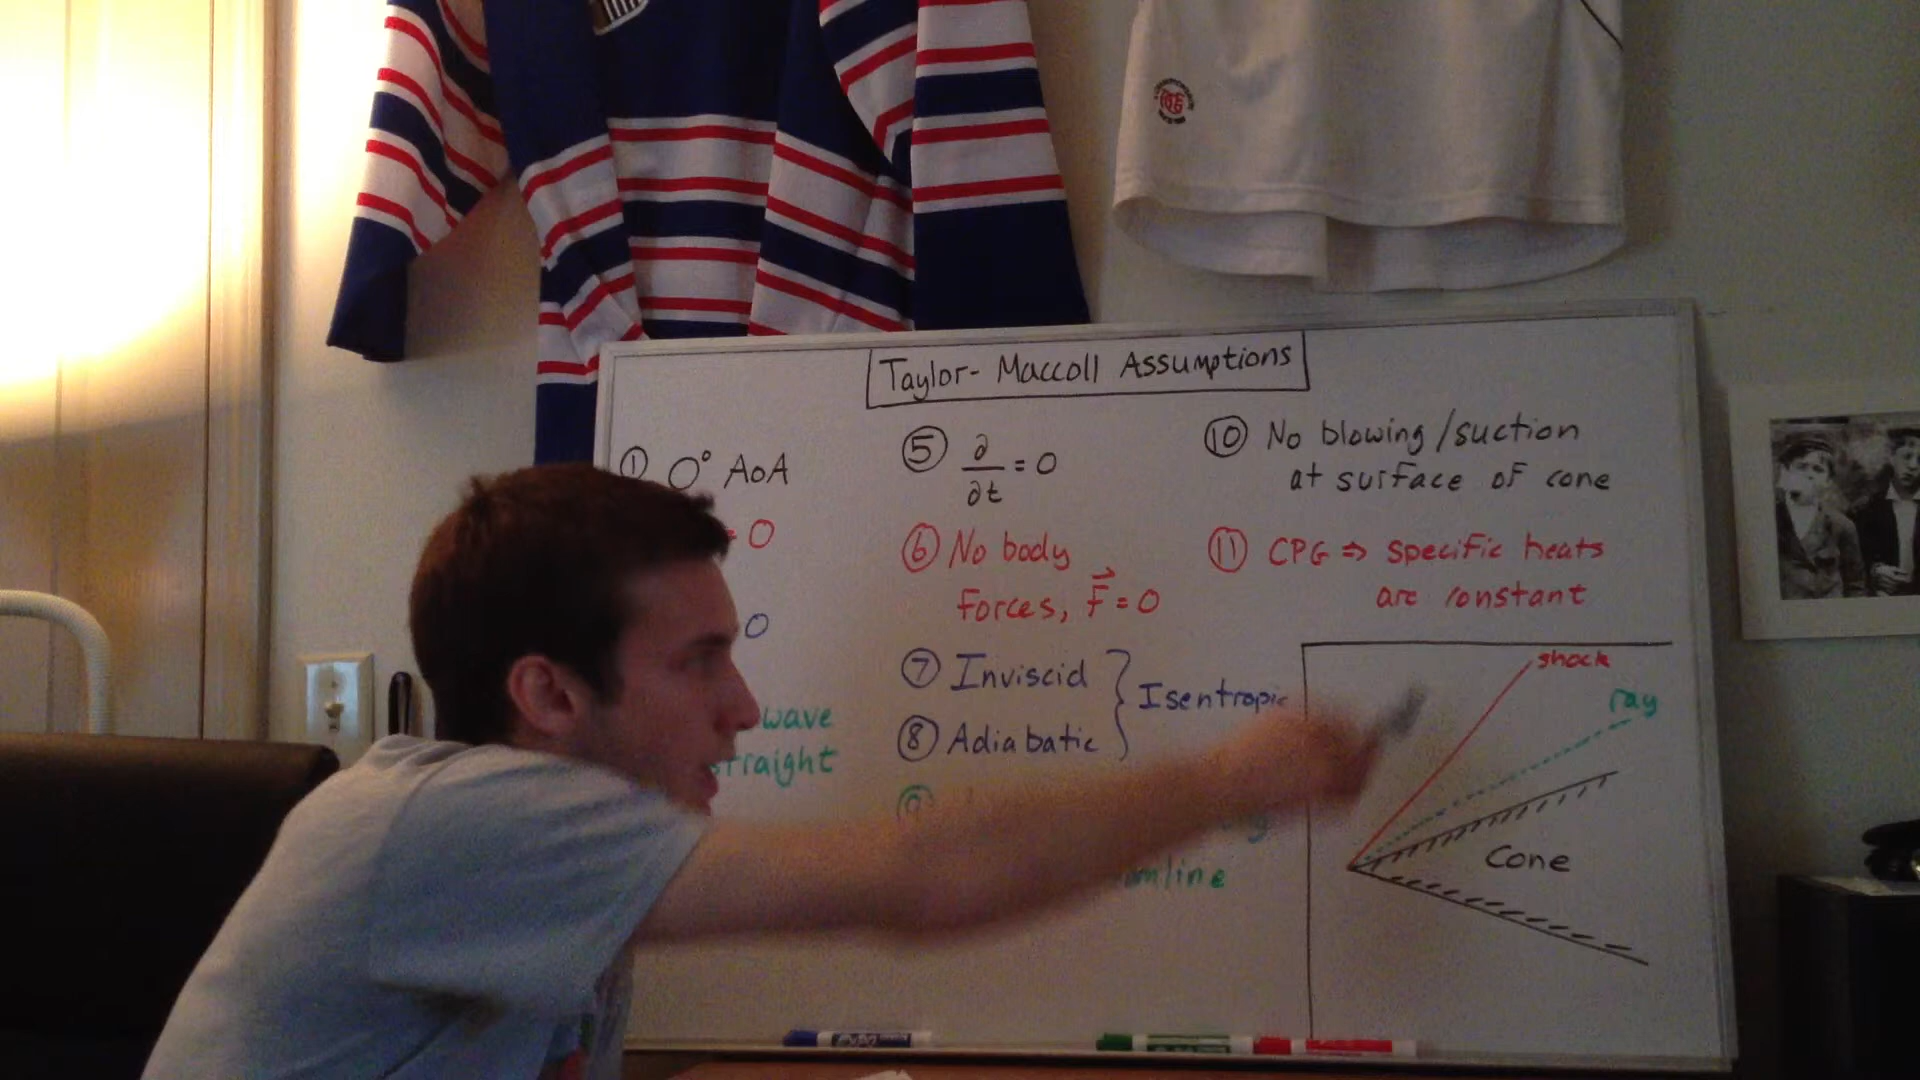 Taylor- Maccoll Assumptions
① 0° AoA
= 0
0
wave
straight
⑤ ∂/∂t = 0
⑥ No body
forces, F⃗ = 0
⑦ Inviscid
⑧ Adiabatic
Isentropic
⑨
⑩ No blowing/suction
at surface of cone
⑪ CPG ⇒ specific heats
are constant
shock
ray
Cone